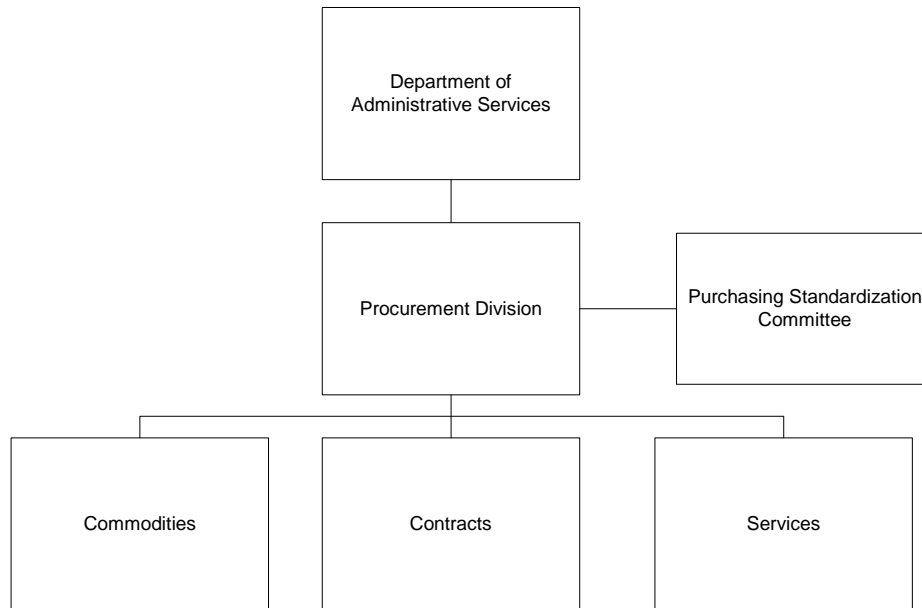 Department of
Administrative Services
Procurement Division
Purchasing Standardization
Committee
Commodities
Contracts
Services